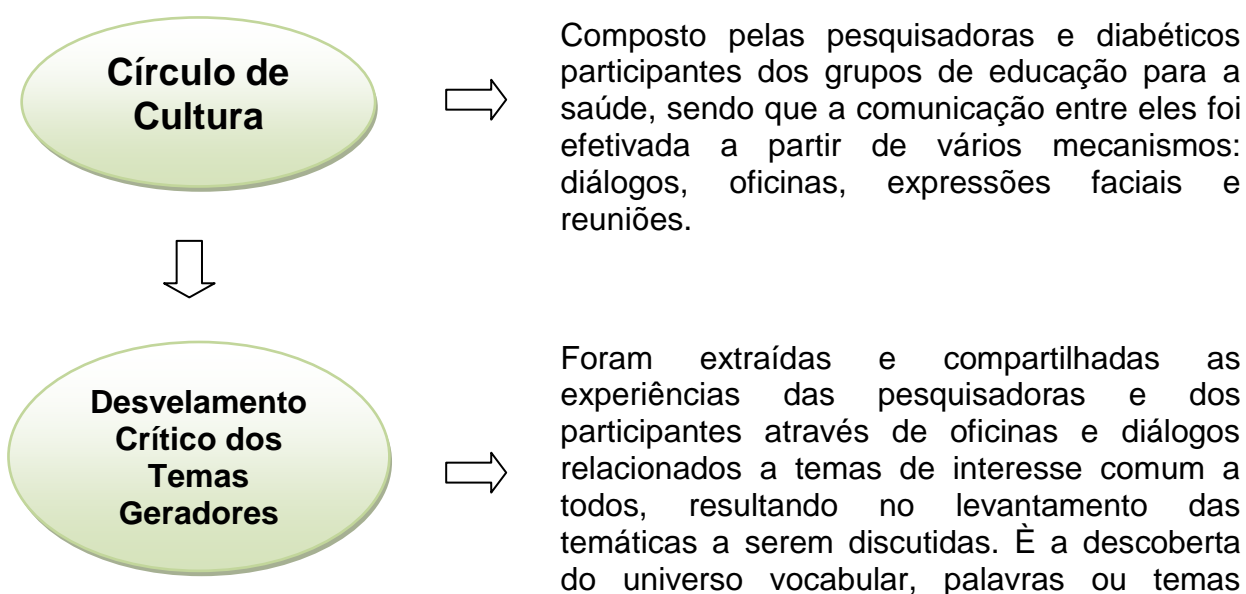 Círculo de
Cultura
Composto pelas pesquisadoras e diabéticos
participantes dos grupos de educação para a
saúde, sendo que a comunicação entre eles foi
efetivada a partir de vários mecanismos:
diálogos, oficinas, expressões faciais e
reuniões.
Desvelamento
Crítico dos
Temas
Geradores
Foram extraídas e compartilhadas as
experiências das pesquisadoras e dos
participantes através de oficinas e diálogos
relacionados a temas de interesse comum a
todos, resultando no levantamento das
temáticas a serem discutidas. È a descoberta
do universo vocabular, palavras ou temas